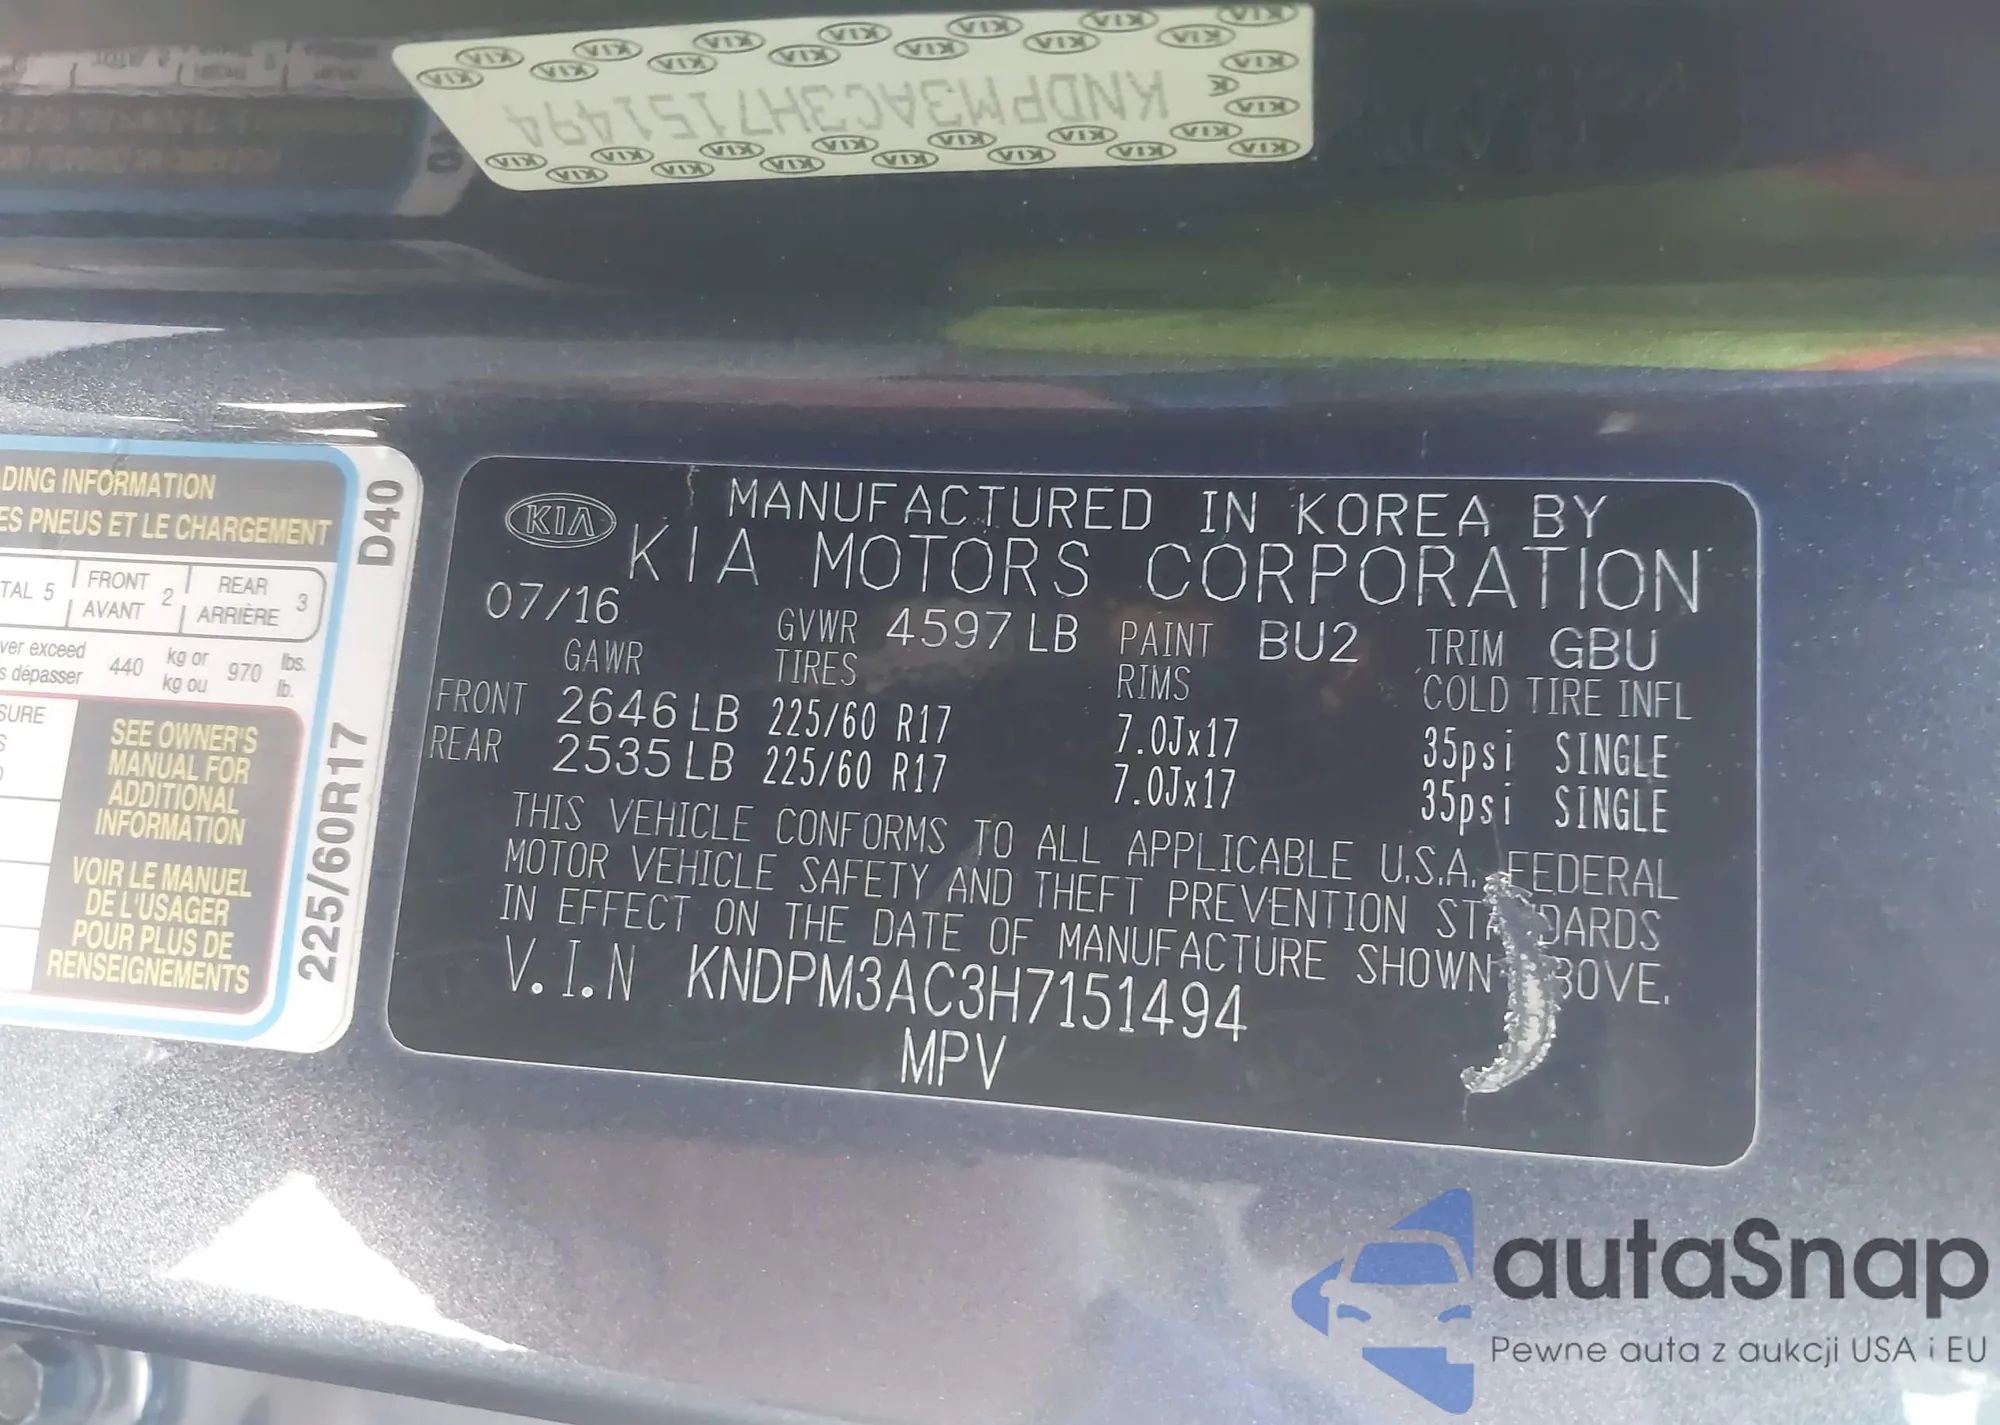 KNDPM3AC3H7151494
DING INFORMATION
ES PNEUS ET LE CHARGEMENT
TAL 5
FRONT
AVANT
2
REAR
ARRIÈRE
3
ver exceed
s dépasser
440
kg or
kg ou
970
lbs.
lb.
SURE
SEE OWNER'S
MANUAL FOR
ADDITIONAL
INFORMATION
VOIR LE MANUEL
DE L'USAGER
POUR PLUS DE
RENSEIGNEMENTS
D40
225/60R17
KIA
MANUFACTURED IN KOREA BY
KIA MOTORS CORPORATION
07/16 GVWR 4597 LB PAINT BU2 TRIM GBU
GAWR TIRES RIMS COLD TIRE INFL
FRONT 2646 LB 225/60 R17 7.0Jx17 35psi SINGLE
REAR 2535 LB 225/60 R17 7.0Jx17 35psi SINGLE
THIS VEHICLE CONFORMS TO ALL APPLICABLE U.S.A. FEDERAL
MOTOR VEHICLE SAFETY AND THEFT PREVENTION STANDARDS
IN EFFECT ON THE DATE OF MANUFACTURE SHOWN ABOVE.
V.I.N KNDPM3AC3H7151494
MPV
autaSnap
Pewne auta z aukcji USA i EU